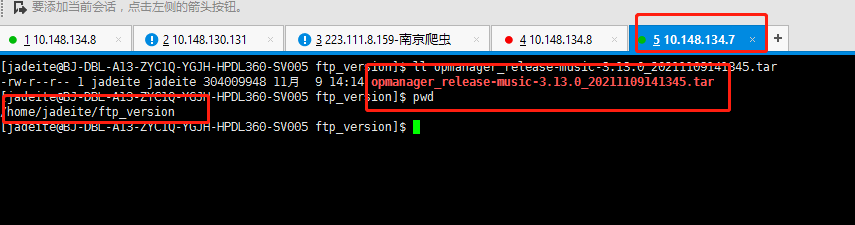 要添加当前会话，点击左侧的箭头按钮。
1 10.148.134.8 × 2 10.148.130.131 × 3 223.111.8.159-南京爬虫 × 4 10.148.134.8 × 5 10.148.134.7 × +
[jadeite@BJ-DBL-A13-ZYC1Q-YGJH-HPDL360-SV005 ftp_version]$ ll opmanager_release-music-3.13.0_20211109141345.tar
-rw-r--r-- 1 jadeite jadeite 304009948 11月  9 14:14 opmanager_release-music-3.13.0_20211109141345.tar
[jadeite@BJ-DBL-A13-ZYC1Q-YGJH-HPDL360-SV005 ftp_version]$ pwd
/home/jadeite/ftp_version
[jadeite@BJ-DBL-A13-ZYC1Q-YGJH-HPDL360-SV005 ftp_version]$